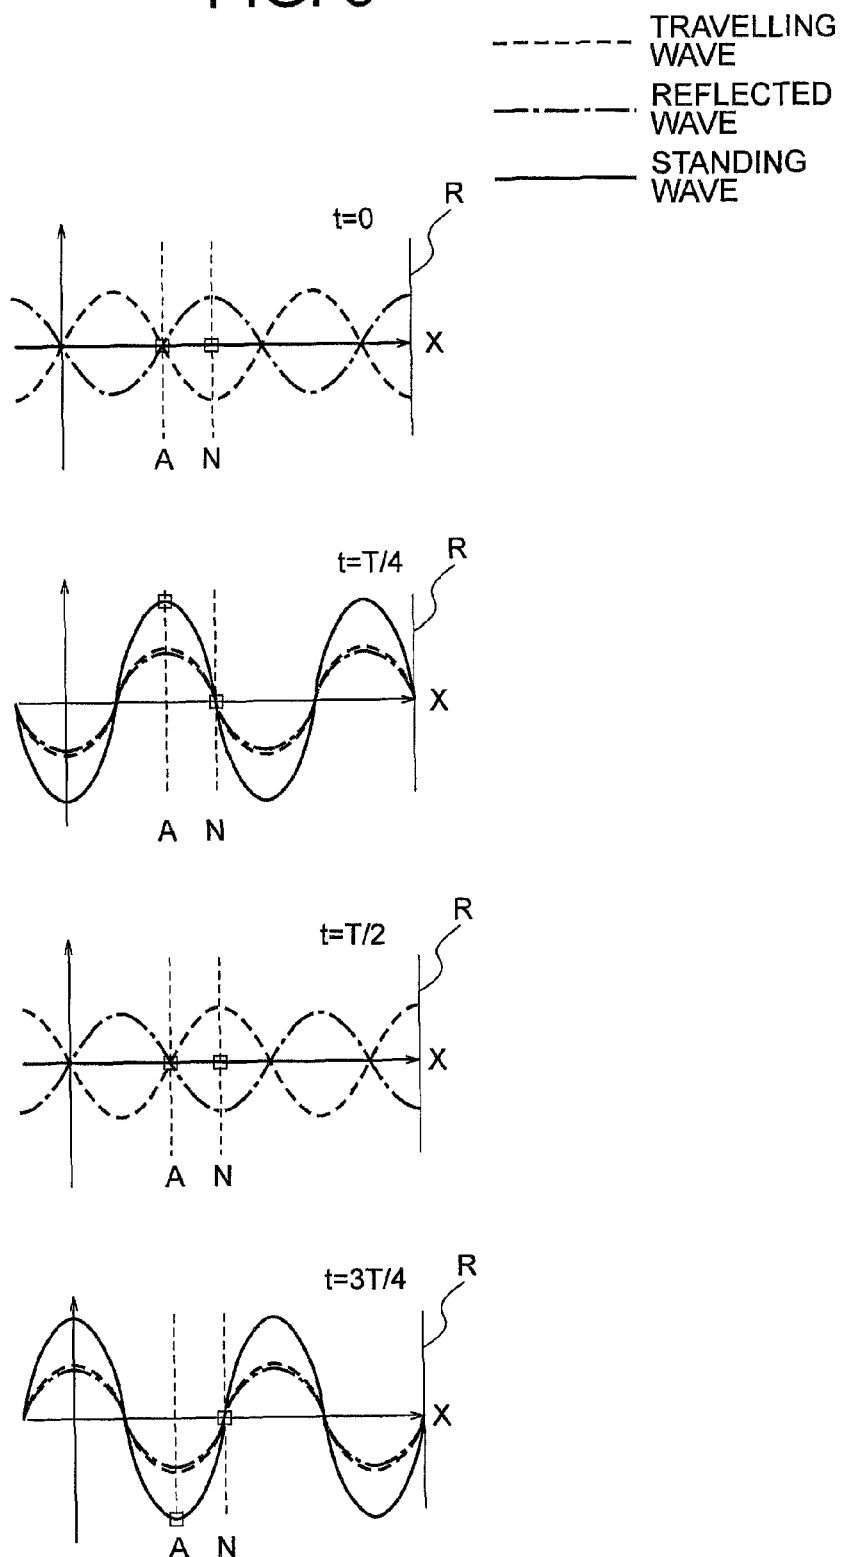 TRAVELLING
WAVE
REFLECTED
WAVE
STANDING
WAVE
t=0
R
X
A N
t=T/4
R
X
A N
t=T/2
R
X
A N
t=3T/4
R
X
A N